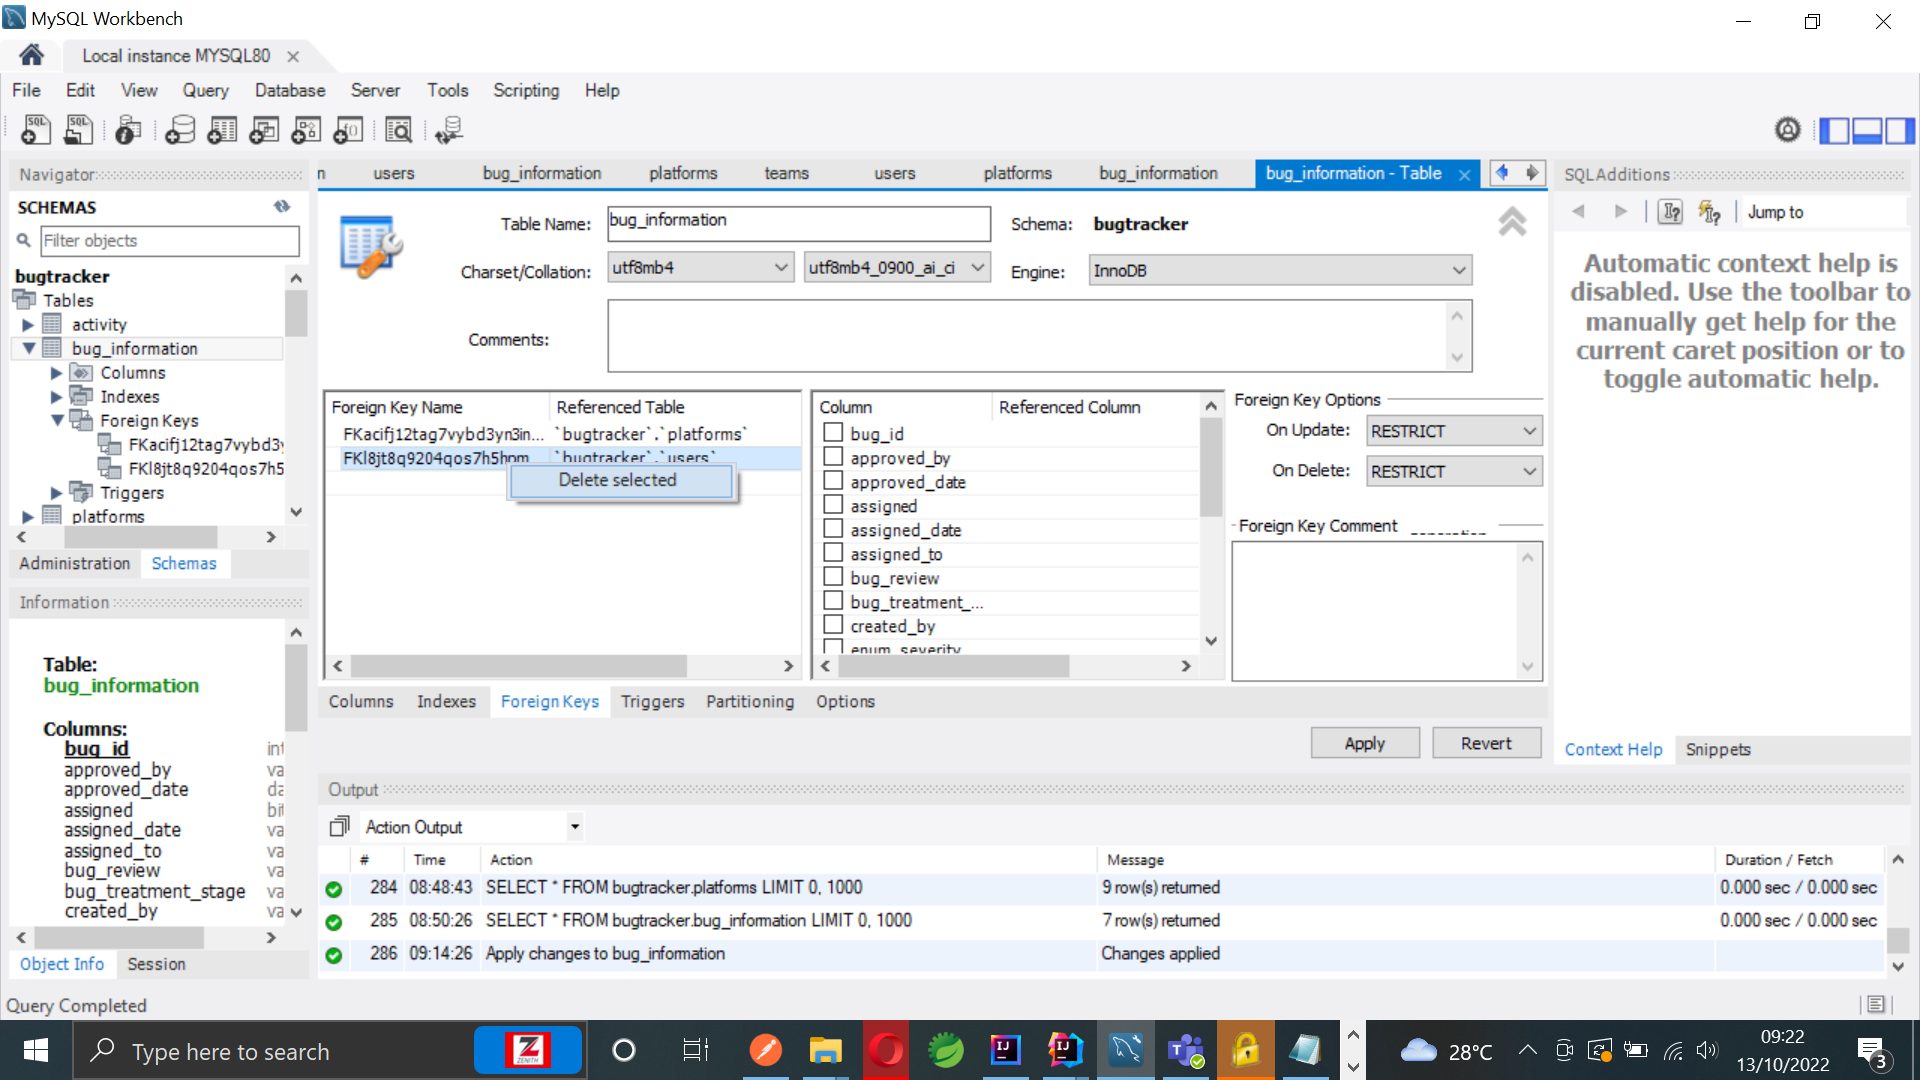 MySQL Workbench
Local instance MYSQL80
File Edit View Query Database Server Tools Scripting Help
Navigator
SCHEMAS
Filter objects
bugtracker
Tables
activity
bug_information
Columns
Indexes
Foreign Keys
FKacifj12tag7vybd3y
FKl8jt8q9204qos7h5
Triggers
platforms
Administration Schemas
Information
Table:
bug_information
Columns:
bug_id int
approved_by va
approved_date da
assigned bit
assigned_date va
assigned_to va
bug_review va
bug_treatment_stage va
created_by va
Object Info Session
Query Completed
n users bug_information platforms teams users platforms bug_information bug_information - Table
Table Name: bug_information Schema: bugtracker
Charset/Collation: utf8mb4 utf8mb4_0900_ai_ci Engine: InnoDB
Comments:
Foreign Key Name Referenced Table
FKacifj12tag7vybd3yn3in... `bugtracker`.`platforms`
FKl8jt8q9204qos7h5hpm `bugtracker`.`users`
Delete selected
Column Referenced Column
bug_id
approved_by
approved_date
assigned
assigned_date
assigned_to
bug_review
bug_treatment_...
created_by
enum_severity
Foreign Key Options
On Update: RESTRICT
On Delete: RESTRICT
Foreign Key Comment
Columns Indexes Foreign Keys Triggers Partitioning Options
Apply Revert
SQLAdditions
Jump to
Automatic context help is
disabled. Use the toolbar to
manually get help for the
current caret position or to
toggle automatic help.
Context Help Snippets
Output
Action Output
# Time Action Message Duration / Fetch
284 08:48:43 SELECT * FROM bugtracker.platforms LIMIT 0, 1000 9 row(s) returned 0.000 sec / 0.000 sec
285 08:50:26 SELECT * FROM bugtracker.bug_information LIMIT 0, 1000 7 row(s) returned 0.000 sec / 0.000 sec
286 09:14:26 Apply changes to bug_information Changes applied
Type here to search
ZENITH
28°C
09:22
13/10/2022
3